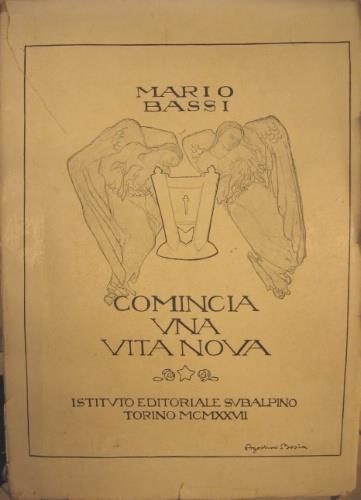 MARIO
BASSI
COMINCIA
VNA
VITA NOVA
ISTITVTO EDITORIALE SVBALPINO
TORINO MCMXXVII